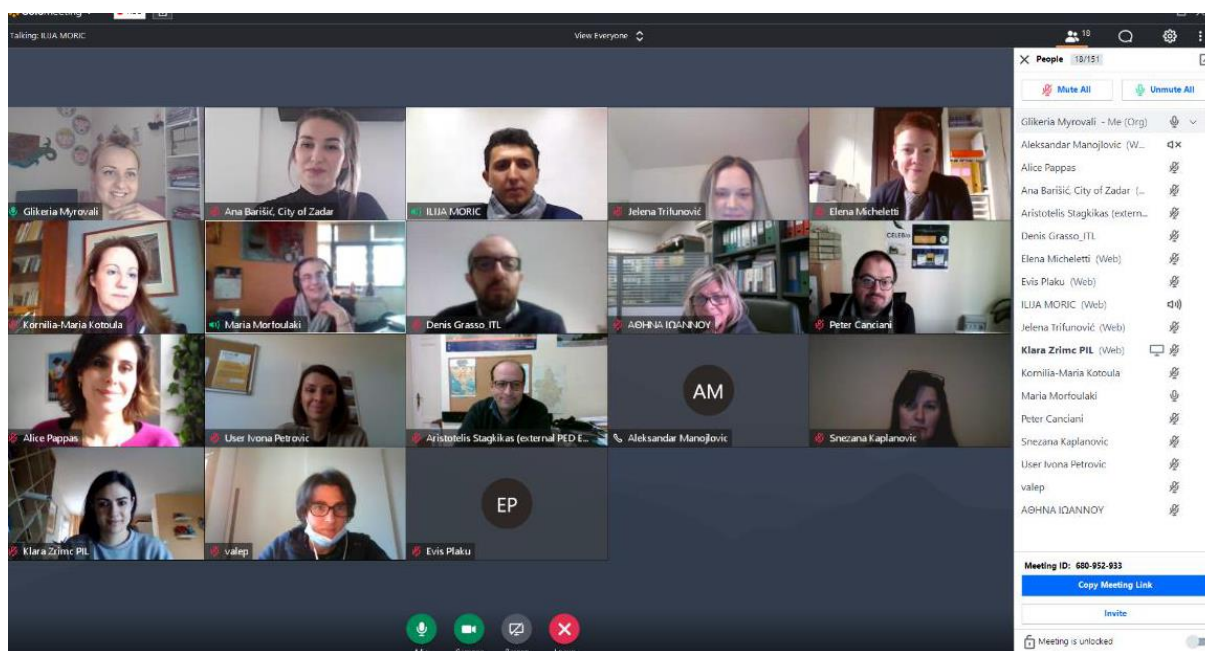 Talking: ILIJA MORIC
View Everyone
18
People 18/151
Mute All
Unmute All
Glikeria Myrovali - Me (Org)
Aleksandar Manojlovic (W...
Alice Pappas
Ana Barišić, City of Zadar (...
Aristotelis Stagkikas (extern...
Denis Grasso_ITL
Elena Micheletti (Web)
Evis Plaku (Web)
ILIJA MORIC (Web)
Jelena Trifunović (Web)
Klara Zrimc PIL (Web)
Kornilia-Maria Kotoula
Maria Morfoulaki
Peter Canciani
Snezana Kaplanovic
User Ivona Petrovic
valep
ΑΘΗΝΑ ΙΩΑΝΝΟΥ
Meeting ID: 680-952-933
Copy Meeting Link
Invite
Meeting is unlocked
Glikeria Myrovali
Ana Barišić, City of Zadar
ILIJA MORIC
Jelena Trifunović
Elena Micheletti
Kornilia-Maria Kotoula
Maria Morfoulaki
Denis Grasso_ITL
ΑΘΗΝΑ ΙΩΑΝΝΟΥ
CELEBio
Peter Canciani
Alice Pappas
User Ivona Petrovic
Aristotelis Stagkikas (external PED E...
AM
Aleksandar Manojlovic
Snezana Kaplanovic
Klara Zrimc PIL
valep
EP
Evis Plaku